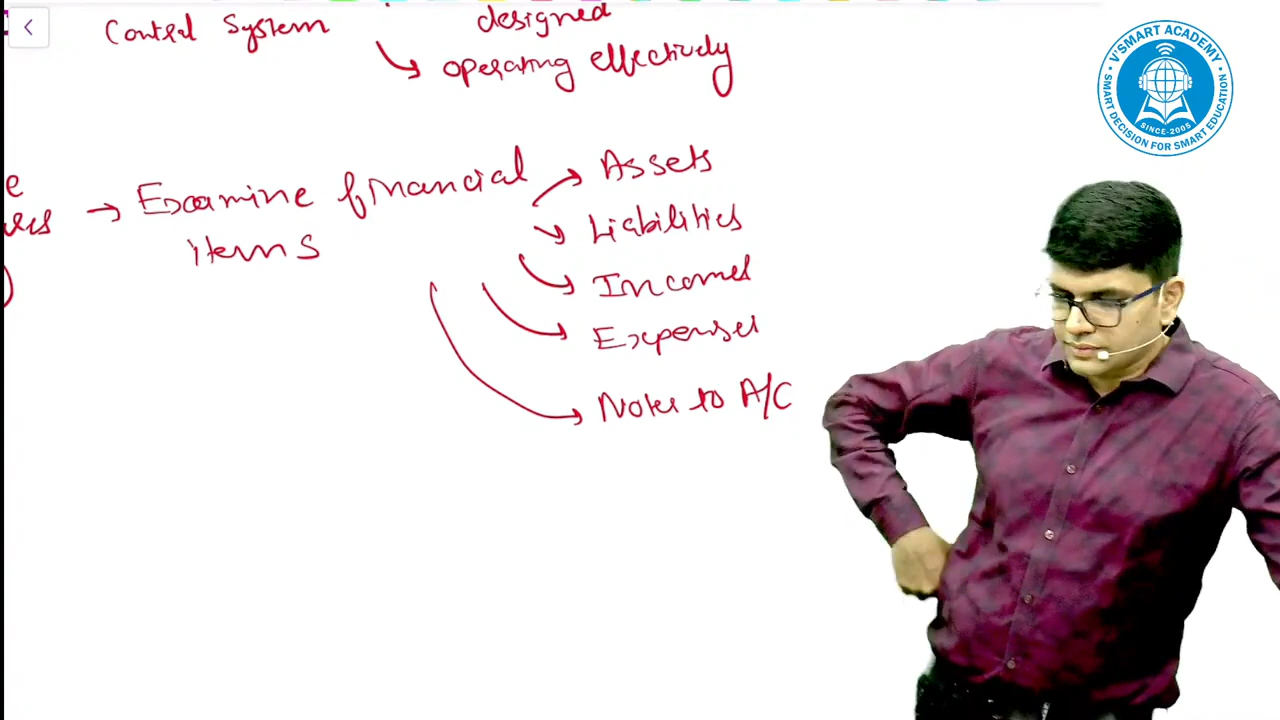 designed
Control System
operating effectively
→ Examine financial
items
Assets
Liabilities
Incomes
Expenses
Notes to A/C
V'SMART ACADEMY
SMART DECISION FOR SMART EDUCATION
SINCE-2005